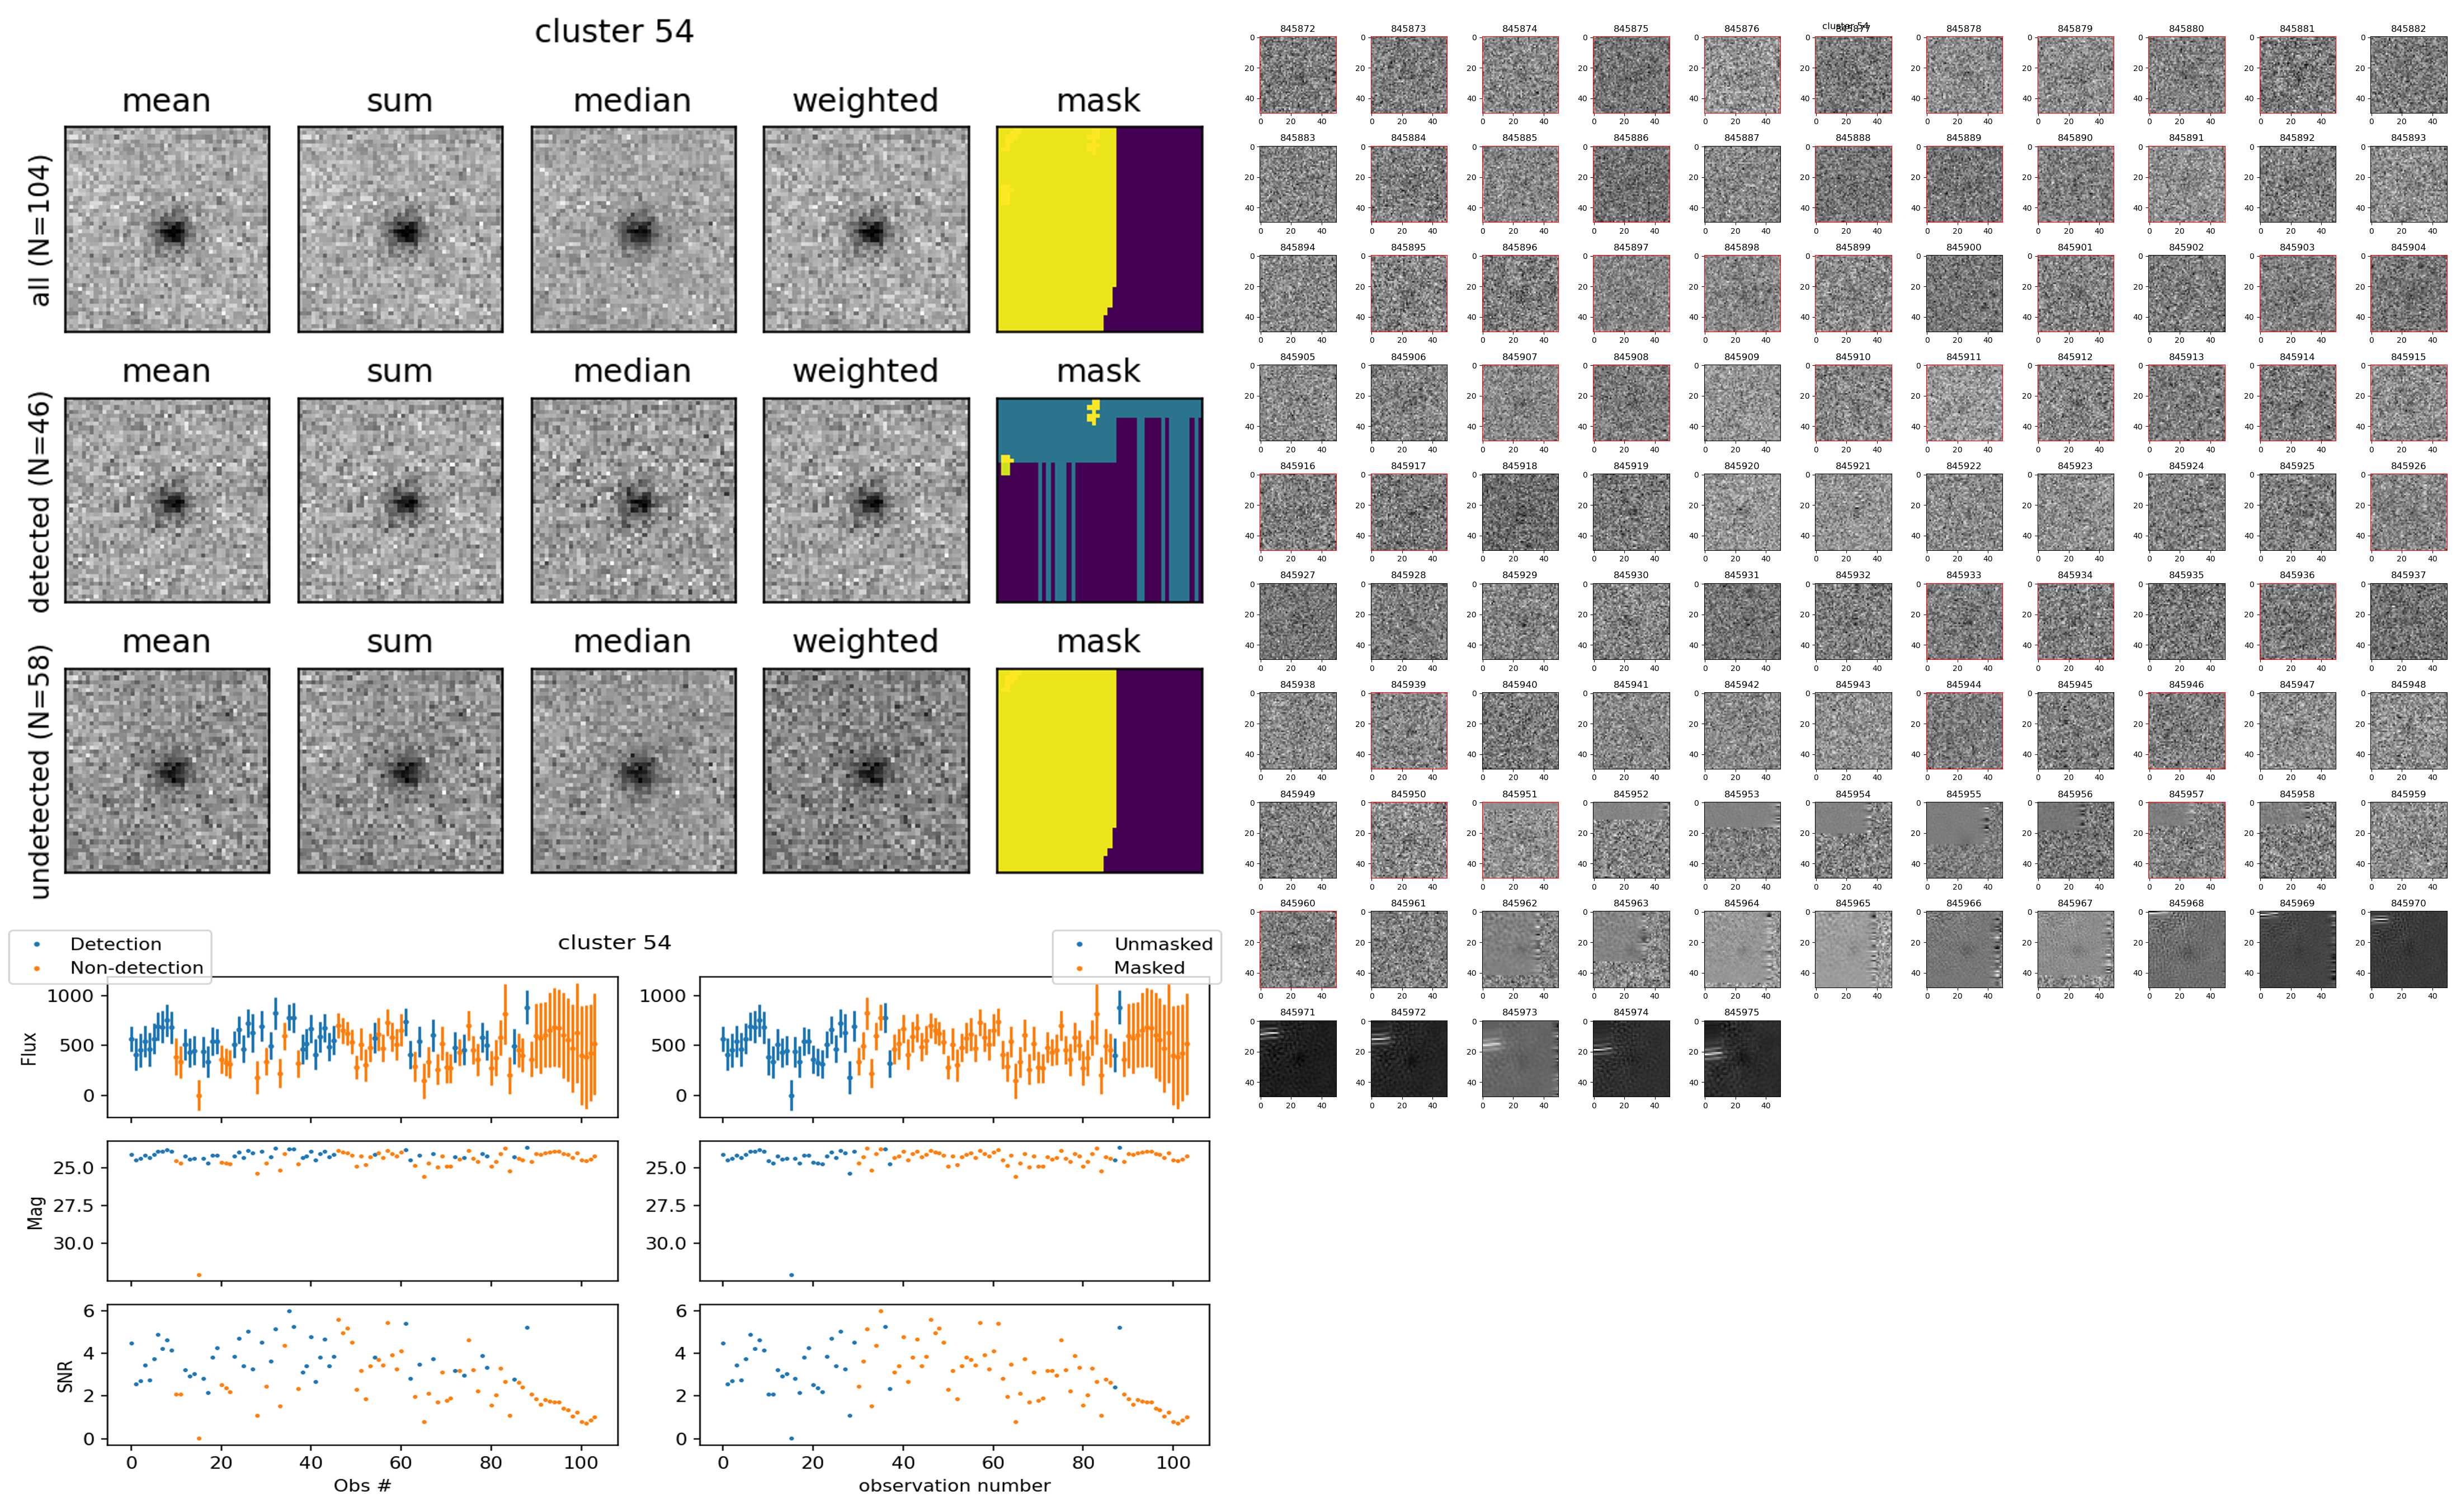 cluster 54
mean sum median weighted mask
all (N=104)
mean sum median weighted mask
detected (N=46)
mean sum median weighted mask
undetected (N=58)
cluster 54
Detection
Non-detection
Unmasked
Masked
Flux
1000
500
0
1000
500
0
Mag
25.0
27.5
30.0
25.0
27.5
30.0
SNR
6
4
2
0
6
4
2
0
0 20 40 60 80 100
0 20 40 60 80 100
Obs #
observation number
cluster 54
845872 845873 845874 845875 845876 845877 845878 845879 845880 845881 845882
845883 845884 845885 845886 845887 845888 845889 845890 845891 845892 845893
845894 845895 845896 845897 845898 845899 845900 845901 845902 845903 845904
845905 845906 845907 845908 845909 845910 845911 845912 845913 845914 845915
845916 845917 845918 845919 845920 845921 845922 845923 845924 845925 845926
845927 845928 845929 845930 845931 845932 845933 845934 845935 845936 845937
845938 845939 845940 845941 845942 845943 845944 845945 845946 845947 845948
845949 845950 845951 845952 845953 845954 845955 845956 845957 845958 845959
845960 845961 845962 845963 845964 845965 845966 845967 845968 845969 845970
845971 845972 845973 845974 845975